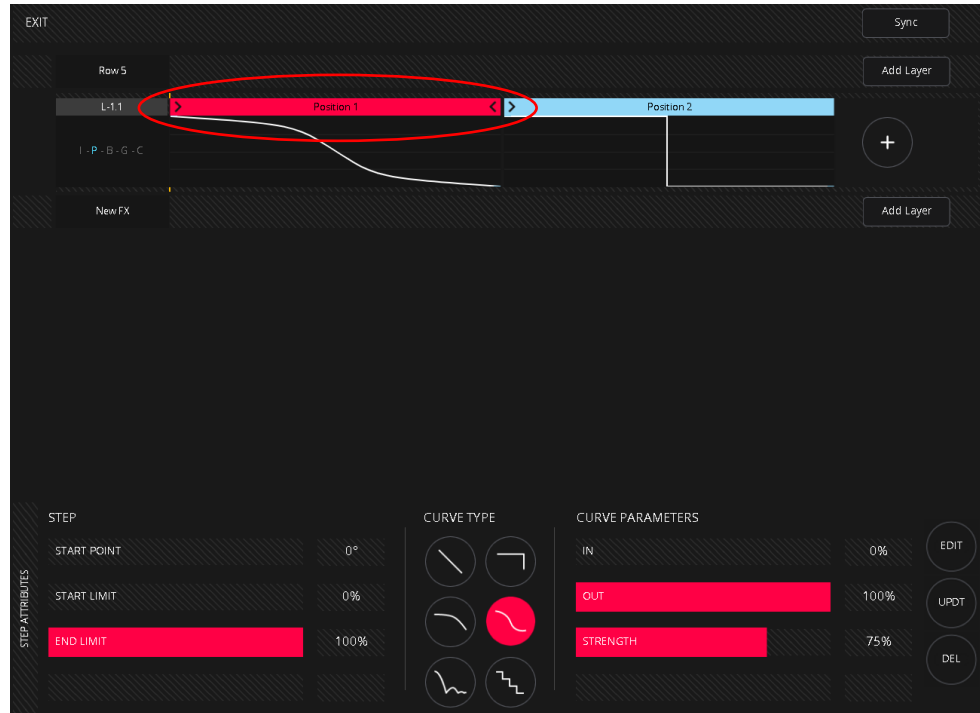 EXIT
Sync
Row 5
Add Layer
L-1.1
Position 1
Position 2
I - P - B - G - C
New FX
Add Layer
STEP
CURVE TYPE
CURVE PARAMETERS
START POINT 0°
IN 0%
EDIT
START LIMIT 0%
OUT 100%
UPDT
END LIMIT 100%
STRENGTH 75%
DEL
STEP ATTRIBUTES